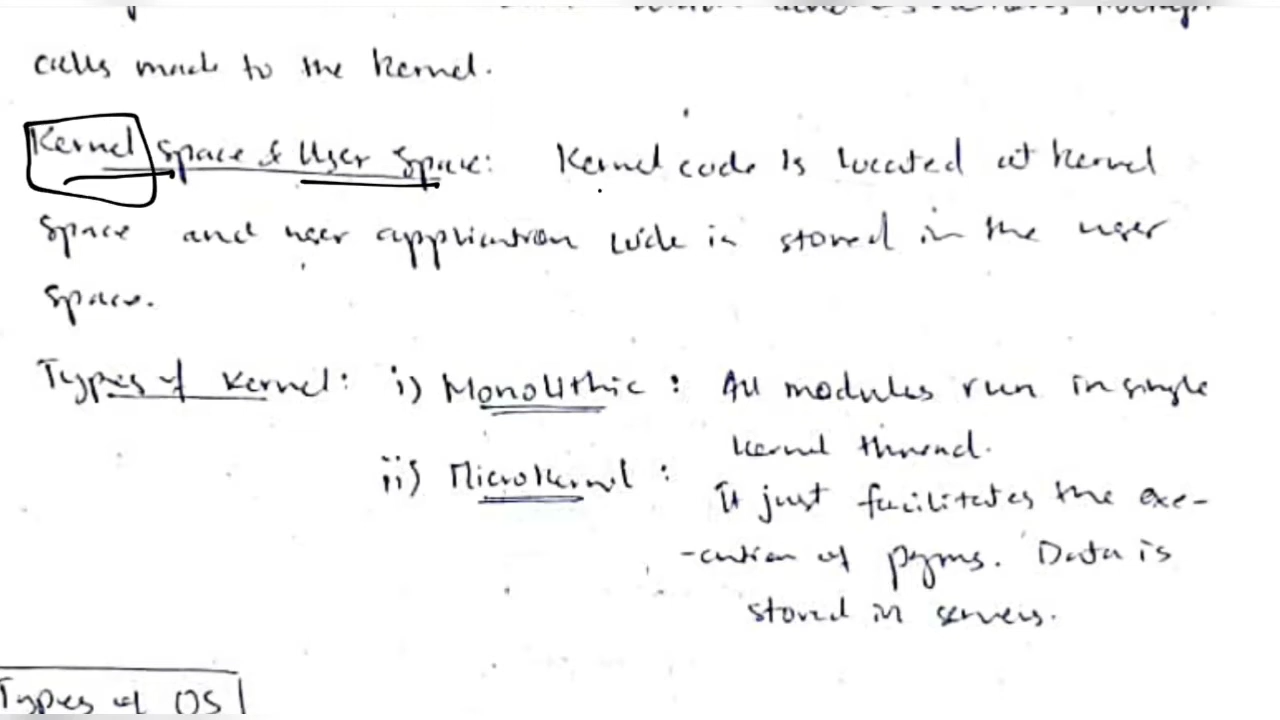 calls made to the kernel.
Kernel space & User Space: Kernel code is located at kernel
space and user application code is stored in the user
space.
Types of Kernel: i) Monolithic : All modules run in single
kernel thread.
ii) Microkernel :
It just facilitates the exe-
-cution of pgms. Data is
stored in servers.
Types of OS